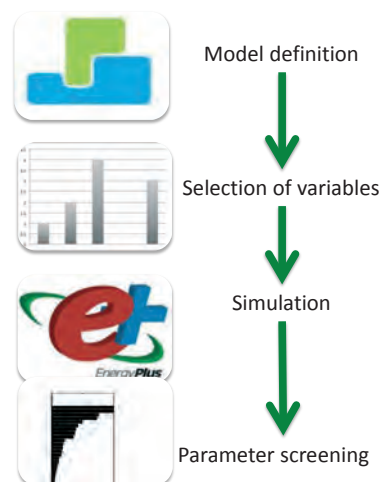 Model definition
Selection of variables
Simulation
e+
EnergyPlus
Parameter screening